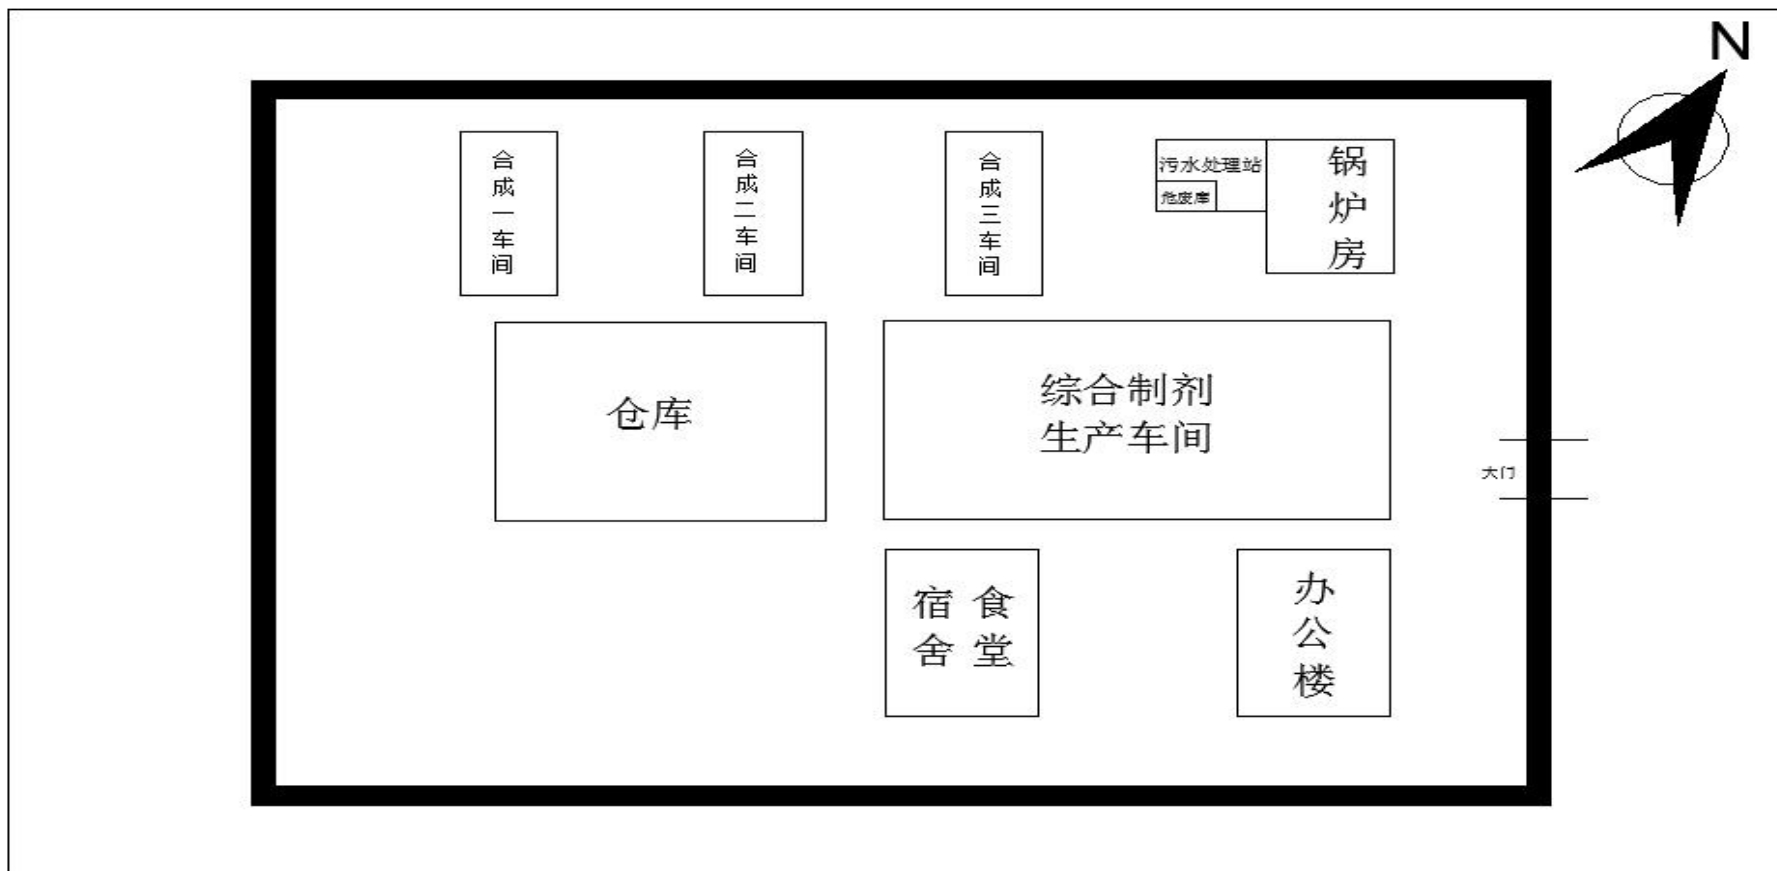 N
合成一车间
合成二车间
合成三车间
污水处理站
危废库
锅炉房
仓库
综合制剂
生产车间
大门
宿舍
食堂
办公楼